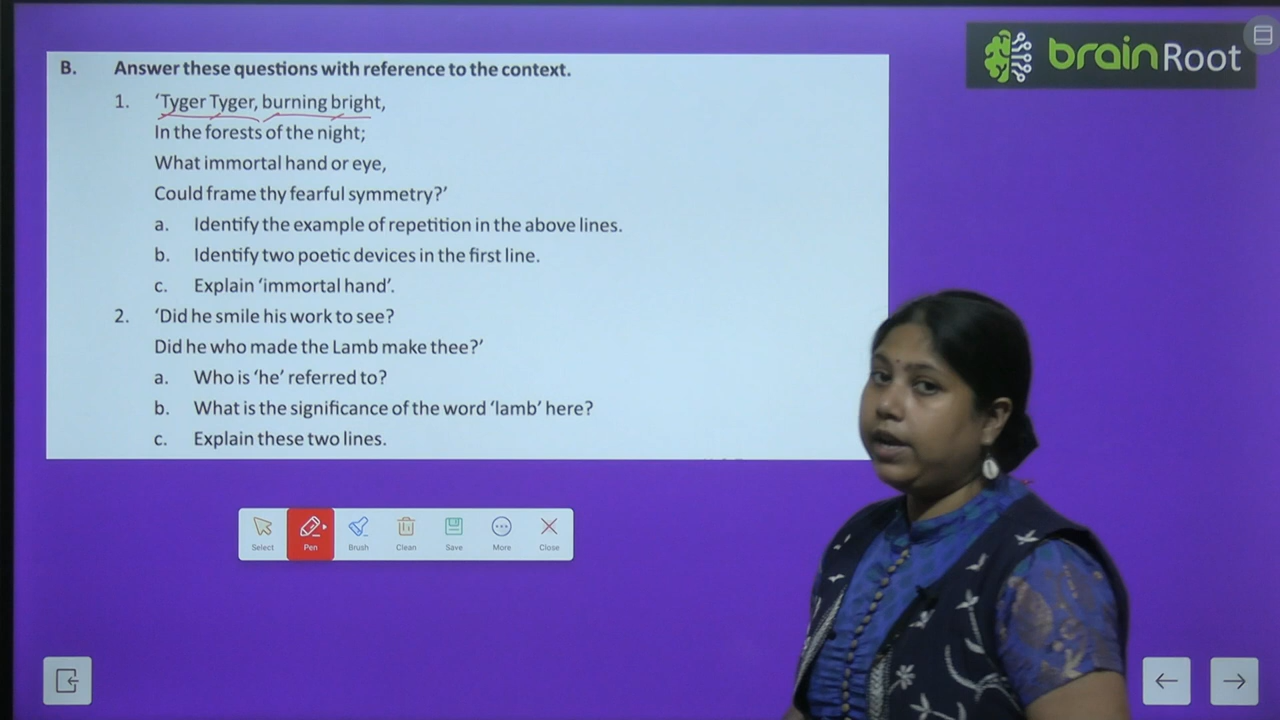 brainRoot
B. Answer these questions with reference to the context.
1. ‘Tyger Tyger, burning bright,
In the forests of the night;
What immortal hand or eye,
Could frame thy fearful symmetry?’
a. Identify the example of repetition in the above lines.
b. Identify two poetic devices in the first line.
c. Explain ‘immortal hand’.
2. ‘Did he smile his work to see?
Did he who made the Lamb make thee?’
a. Who is ‘he’ referred to?
b. What is the significance of the word ‘lamb’ here?
c. Explain these two lines.
Select Pen Brush Clean Save More Close